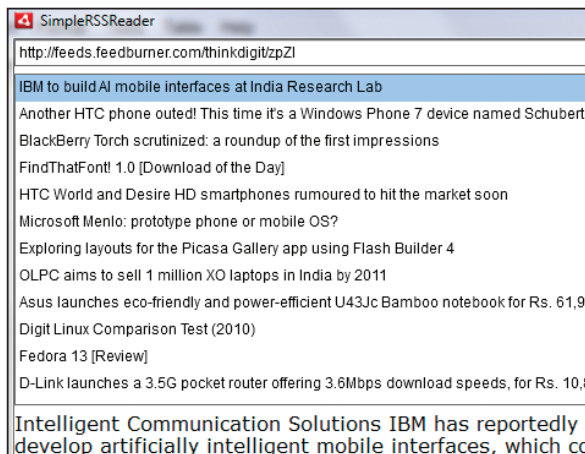 SimpleRSSReader
http://feeds.feedburner.com/thinkdigit/zpZI
IBM to build AI mobile interfaces at India Research Lab
Another HTC phone outed! This time it's a Windows Phone 7 device named Schubert
BlackBerry Torch scrutinized: a roundup of the first impressions
FindThatFont! 1.0 [Download of the Day]
HTC World and Desire HD smartphones rumoured to hit the market soon
Microsoft Menlo: prototype phone or mobile OS?
Exploring layouts for the Picasa Gallery app using Flash Builder 4
OLPC aims to sell 1 million XO laptops in India by 2011
Asus launches eco-friendly and power-efficient U43Jc Bamboo notebook for Rs. 61,9
Digit Linux Comparison Test (2010)
Fedora 13 [Review]
D-Link launches a 3.5G pocket router offering 3.6Mbps download speeds, for Rs. 10,
Intelligent Communication Solutions IBM has reportedly
develop artificially intelligent mobile interfaces, which